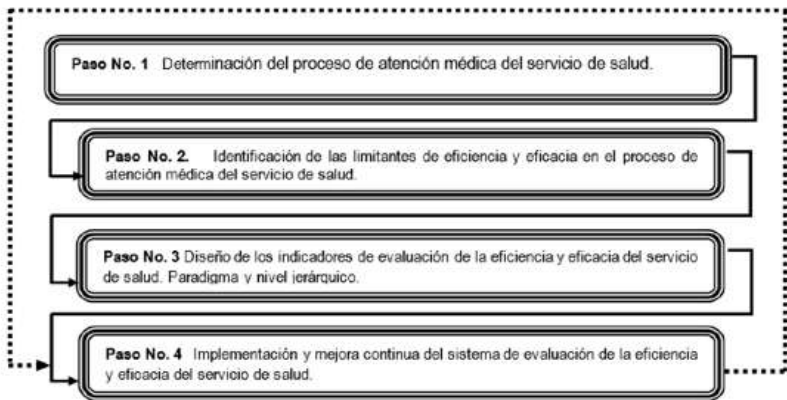 Paso No. 1 Determinación del proceso de atención médica del servicio de salud.
Paso No. 2. Identificación de las limitantes de eficiencia y eficacia en el proceso de
atención médica del servicio de salud.
Paso No. 3 Diseño de los indicadores de evaluación de la eficiencia y eficacia del servicio
de salud. Paradigma y nivel jerárquico.
Paso No. 4 Implementación y mejora continua del sistema de evaluación de la eficiencia
y eficacia del servicio de salud.